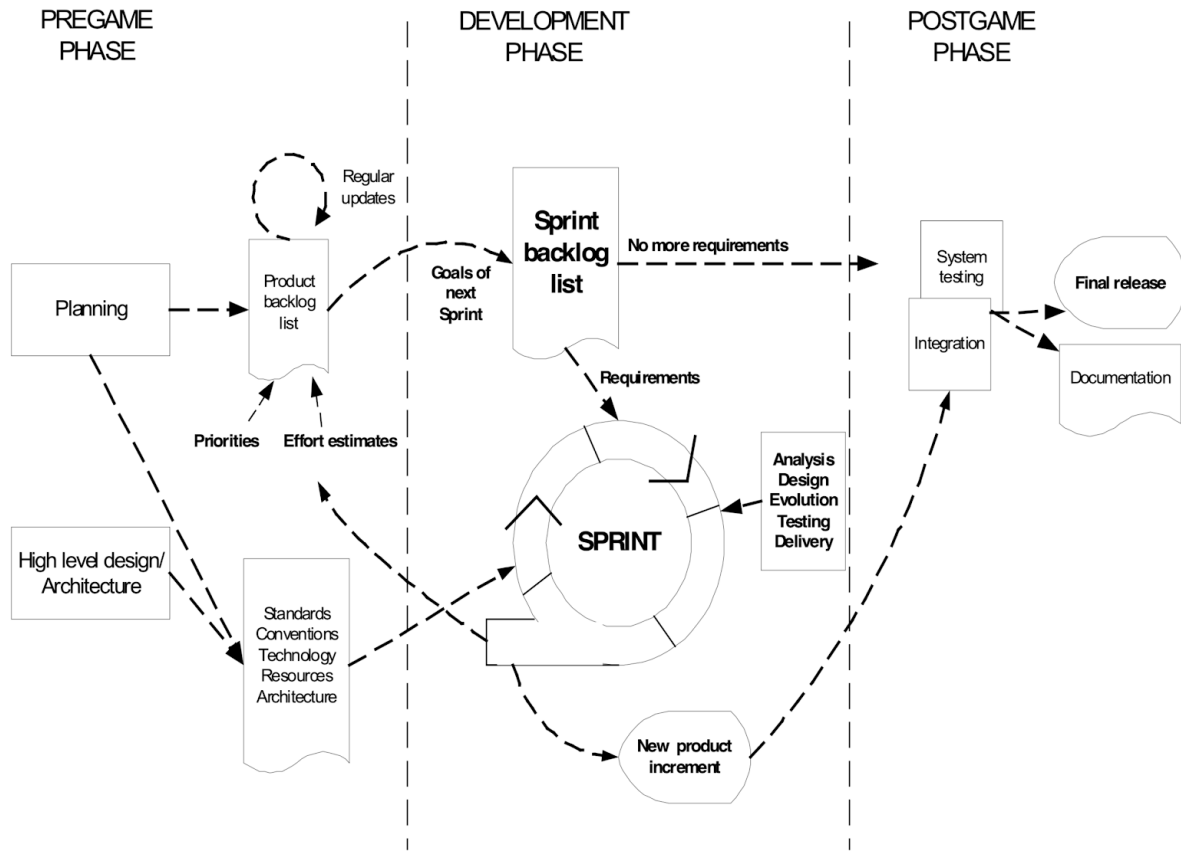 PREGAME
PHASE
DEVELOPMENT
PHASE
POSTGAME
PHASE
Regular
updates
Planning
Product
backlog
list
Priorities
Effort estimates
High level design/
Architecture
Standards
Conventions
Technology
Resources
Architecture
Goals of
next
Sprint
Sprint
backlog
list
No more requirements
Requirements
SPRINT
Analysis
Design
Evolution
Testing
Delivery
New product
increment
System
testing
Integration
Final release
Documentation